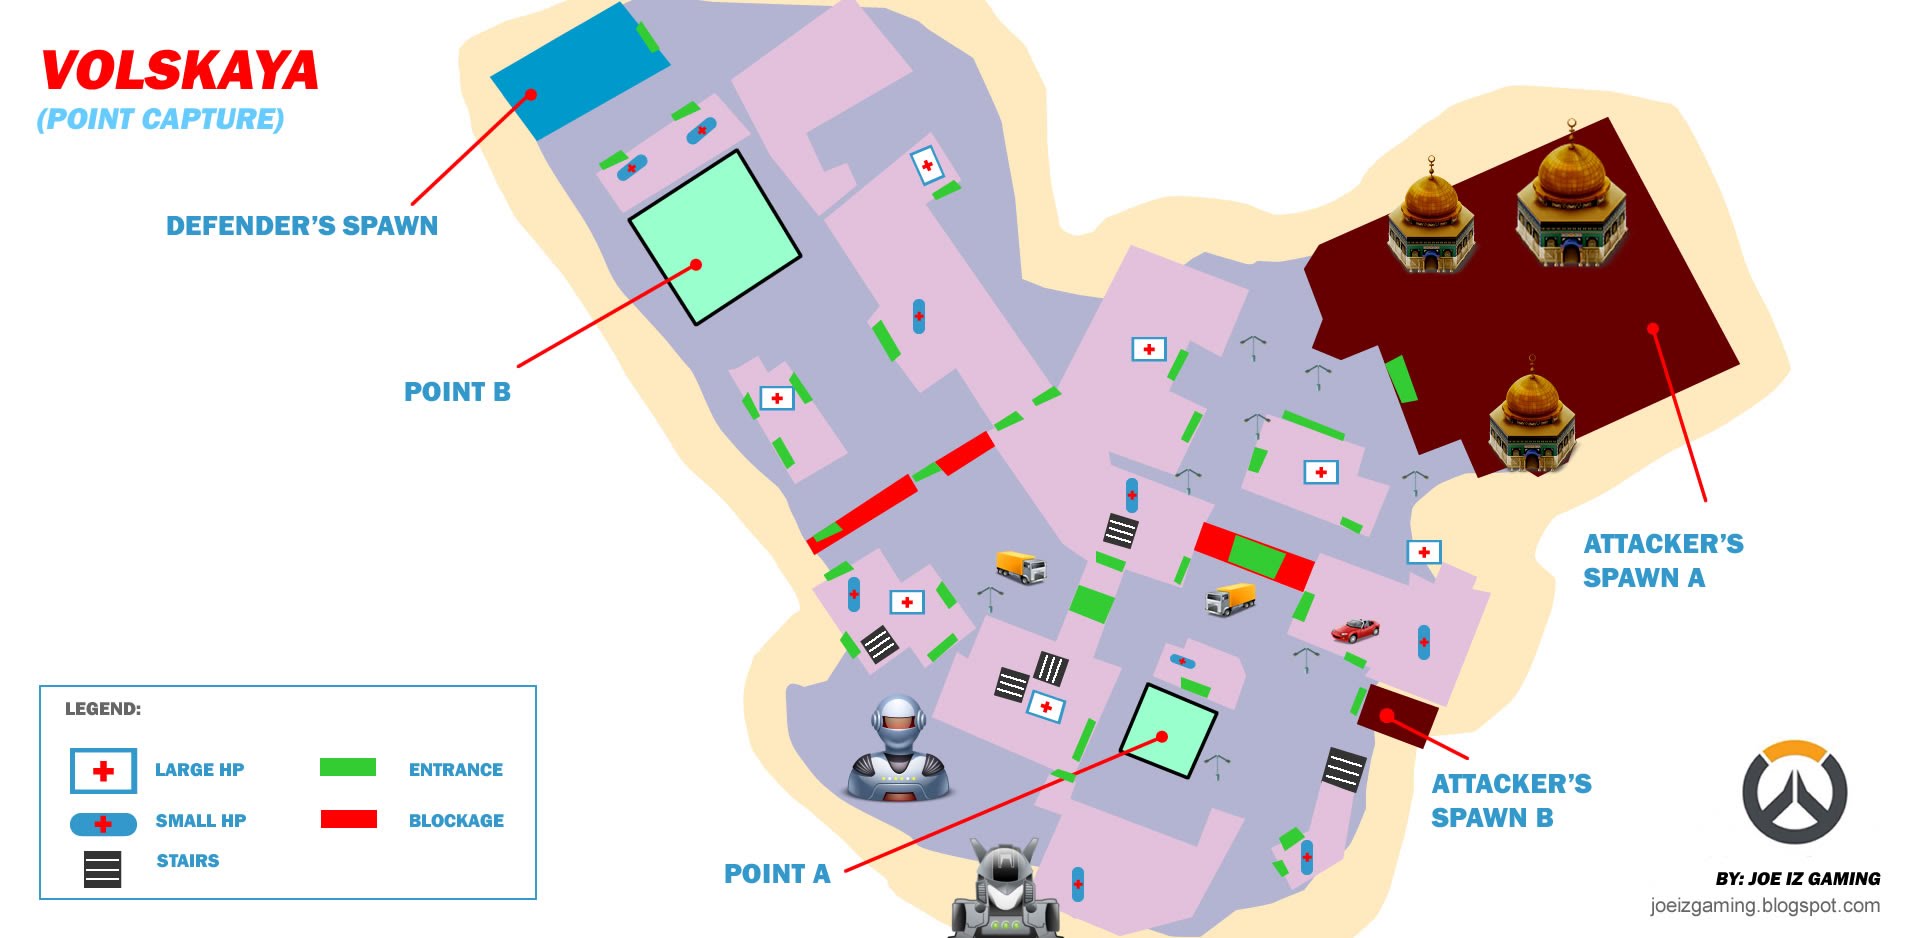 VOLSKAYA
(POINT CAPTURE)
DEFENDER'S SPAWN
POINT B
ATTACKER'S
SPAWN A
ATTACKER'S
SPAWN B
POINT A
LEGEND:
LARGE HP
ENTRANCE
SMALL HP
BLOCKAGE
STAIRS
BY: JOE IZ GAMING
joeizgaming.blogspot.com